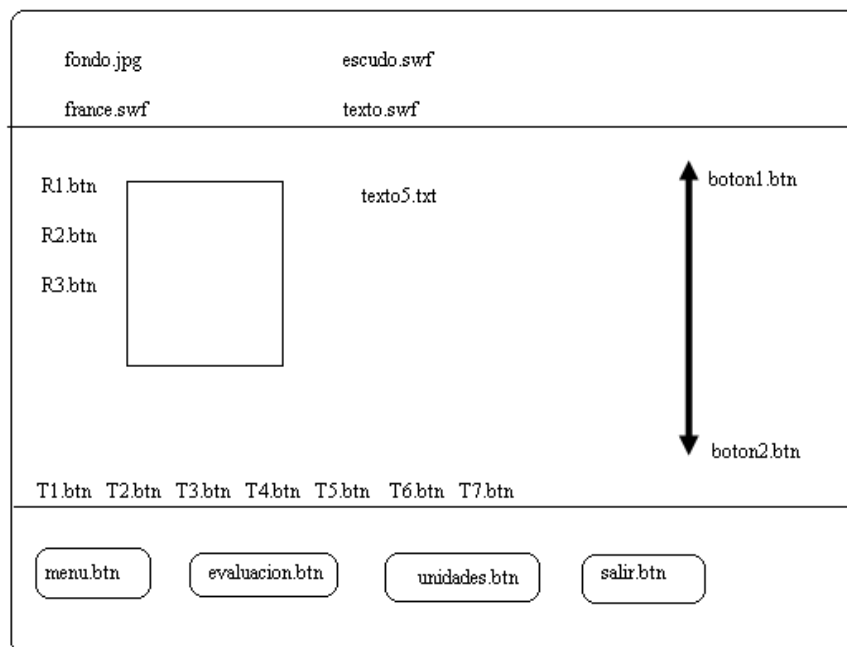 fondo.jpg escudo.swf
france.swf texto.swf
R1.btn
texto5.txt
boton1.btn
R2.btn
R3.btn
boton2.btn
T1.btn T2.btn T3.btn T4.btn T5.btn T6.btn T7.btn
menu.btn evaluacion.btn unidades.btn salir.btn